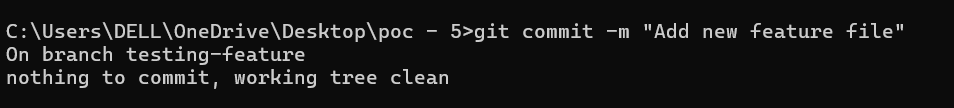 C:\Users\DELL\OneDrive\Desktop\poc - 5>git commit -m "Add new feature file"
On branch testing-feature
nothing to commit, working tree clean